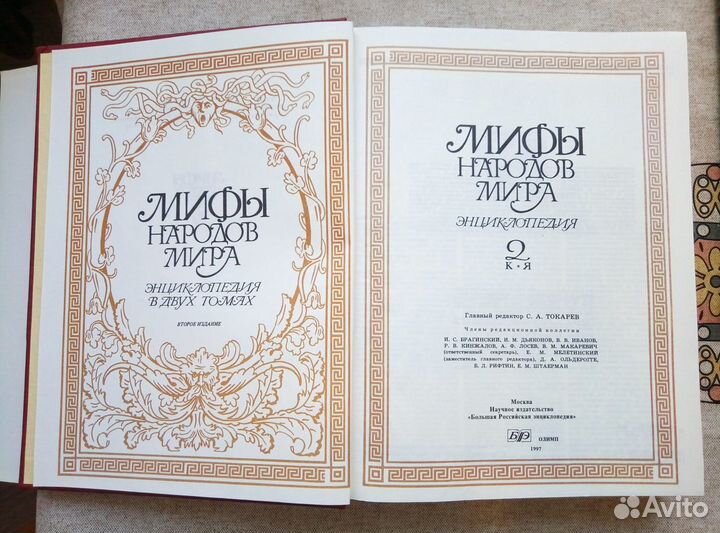 МИФЫ
НАРОДОВ
МИРА
ЭНЦИКЛОПЕДИЯ
В ДВУХ ТОМАХ
ВТОРОЕ ИЗДАНИЕ
МИФЫ
НАРОДОВ
МИРА
ЭНЦИКЛОПЕДИЯ
2
К • Я
Главный редактор С. А. ТОКАРЕВ
Члены редакционной коллегии
И. С. БРАГИНСКИЙ, И. М. ДЬЯКОНОВ, В. В. ИВАНОВ,
Р. В. КИНЖАЛОВ, А. Ф. ЛОСЕВ, В. М. МАКАРЕВИЧ
(ответственный секретарь), Е. М. МЕЛЕТИНСКИЙ
(заместитель главного редактора), Д. А. ОЛЬДЕРОГГЕ,
Б. Л. РИФТИН, Е. М. ШТАЕРМАН
Москва
Научное издательство
«Большая Российская энциклопедия»
БРЭ ОЛИМП
1997
Avito